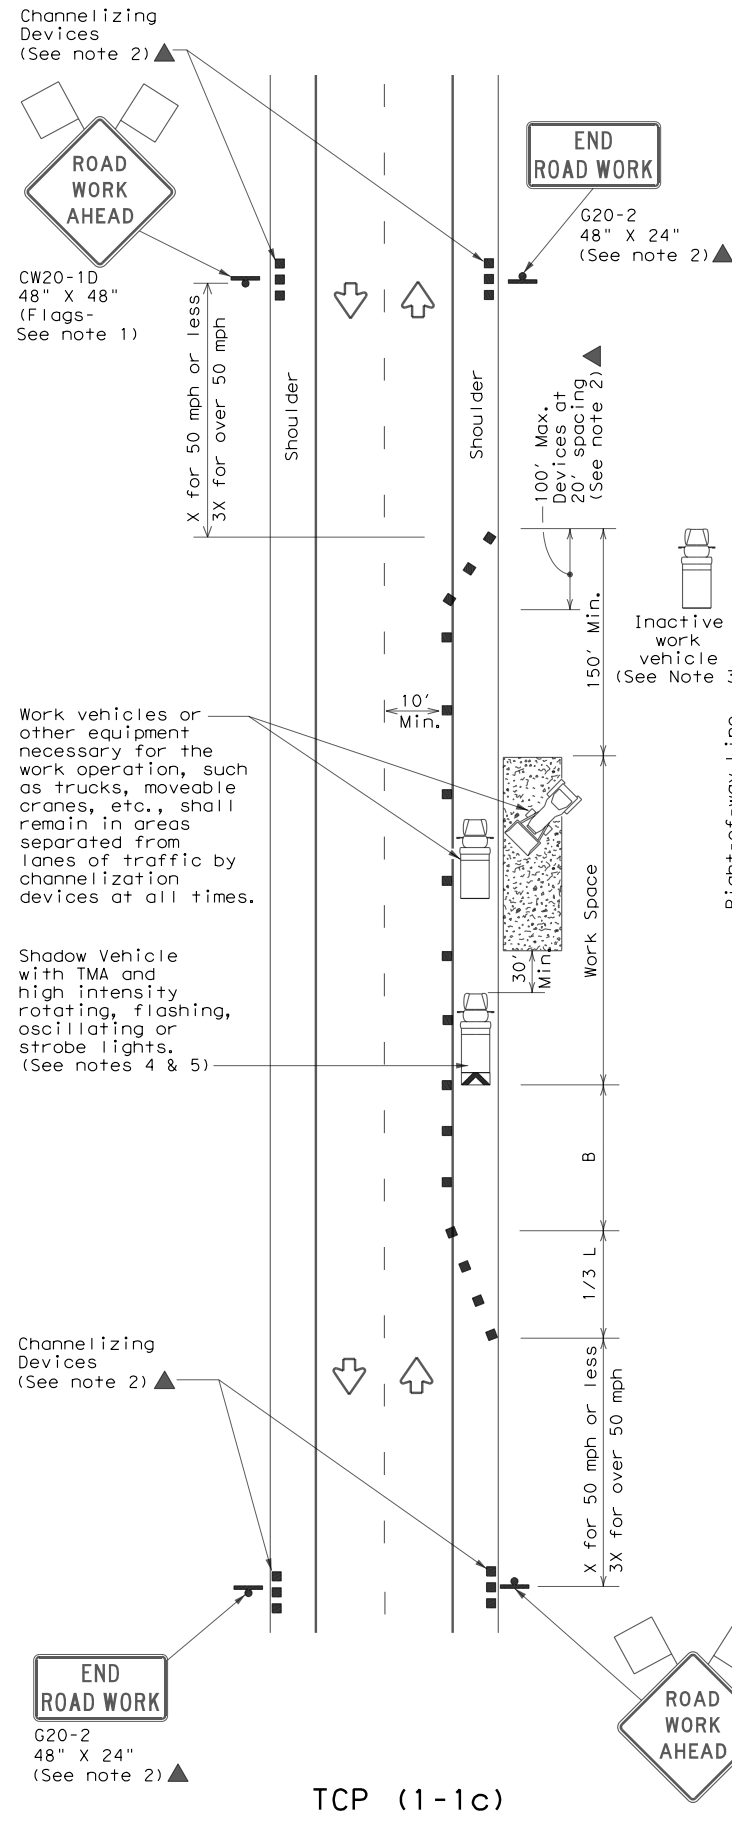 Channelizing
Devices
(See note 2)
ROAD
WORK
AHEAD
CW20-1D
48" X 48"
(Flags-
See note 1)
END
ROAD WORK
G20-2
48" X 24"
(See note 2)
X for 50 mph or less
3X for over 50 mph
Shoulder
Shoulder
100' Max.
Devices at
20' spacing
(See note 2)
150' Min.
Inactive
work
vehicle
(See Note 3
Right-of-way Line
10'
Min.
Work vehicles or
other equipment
necessary for the
work operation, such
as trucks, moveable
cranes, etc., shall
remain in areas
separated from
lanes of traffic by
channelization
devices at all times.
Work Space
30'
Min.
Shadow Vehicle
with TMA and
high intensity
rotating, flashing,
oscillating or
strobe lights.
(See notes 4 & 5)
B
1/3 L
Channelizing
Devices
(See note 2)
X for 50 mph or less
3X for over 50 mph
END
ROAD WORK
G20-2
48" X 24"
(See note 2)
ROAD
WORK
AHEAD
TCP (1-1c)